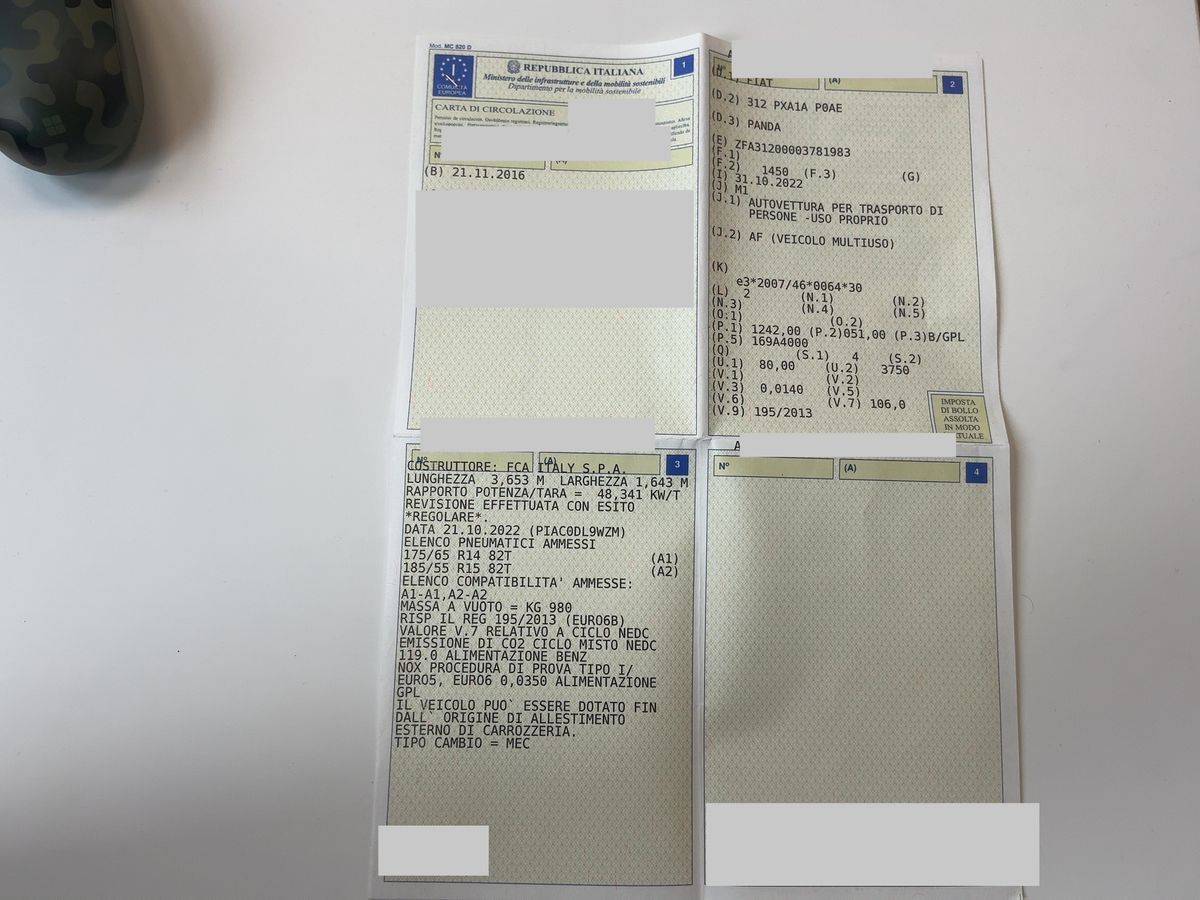 Mod. MC 820 D
COMUNITÀ
EUROPEA
REPUBBLICA ITALIANA
Ministero delle infrastrutture e della mobilità sostenibili
Dipartimento per la mobilità sostenibile
1
CARTA DI CIRCOLAZIONE
(B) 21.11.2016
2
(A)
FIAT
(D.2) 312 PXA1A P0AE
(D.3) PANDA
(E) ZFA31200003781983
(F.1)
(F.2) 1450 (F.3) (G)
(I) 31.10.2022
(J) M1
(J.1) AUTOVETTURA PER TRASPORTO DI
PERSONE -USO PROPRIO
(J.2) AF (VEICOLO MULTIUSO)
(K)
e3*2007/46*0064*30
(L) 2 (N.1) (N.2)
(N.3) (N.4) (N.5)
(O.1) (O.2)
(P.1) 1242,00 (P.2)051,00 (P.3)B/GPL
(P.5) 169A4000
(Q) (S.1) 4 (S.2)
(U.1) 80,00 (U.2) 3750
(V.1) (V.2)
(V.3) 0,0140 (V.5)
(V.6) (V.7) 106,0
(V.9) 195/2013
IMPOSTA
DI BOLLO
ASSOLTA
IN MODO
3
Nº (A)
COSTRUTTORE: FCA ITALY S.P.A.
LUNGHEZZA 3,653 M LARGHEZZA 1,643 M
RAPPORTO POTENZA/TARA = 48,341 KW/T
REVISIONE EFFETTUATA CON ESITO
*REGOLARE*.
DATA 21.10.2022 (PIAC0DL9WZM)
ELENCO PNEUMATICI AMMESSI
175/65 R14 82T (A1)
185/55 R15 82T (A2)
ELENCO COMPATIBILITA' AMMESSE:
A1-A1,A2-A2
MASSA A VUOTO = KG 980
RISP IL REG 195/2013 (EURO6B)
VALORE V.7 RELATIVO A CICLO NEDC
EMISSIONE DI CO2 CICLO MISTO NEDC
119.0 ALIMENTAZIONE BENZ
NOX PROCEDURA DI PROVA TIPO I/
EURO5, EURO6 0,0350 ALIMENTAZIONE
GPL
IL VEICOLO PUO` ESSERE DOTATO FIN
DALL` ORIGINE DI ALLESTIMENTO
ESTERNO DI CARROZZERIA.
TIPO CAMBIO = MEC
Nº (A)
4